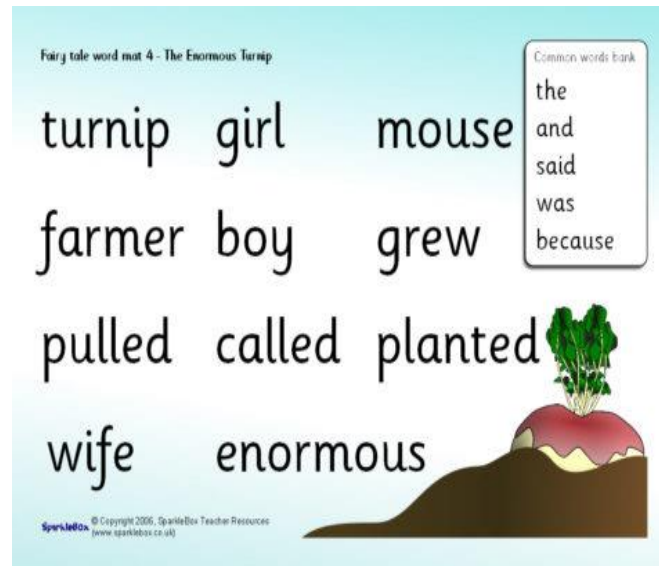 Fairy tale word mat 4 - The Enormous Turnip
Common words bank
the
and
said
was
because
turnip girl mouse
farmer boy grew
pulled called planted
wife enormous
SparkleBox © Copyright 2006, SparkleBox Teacher Resources
(www.sparklebox.co.uk)